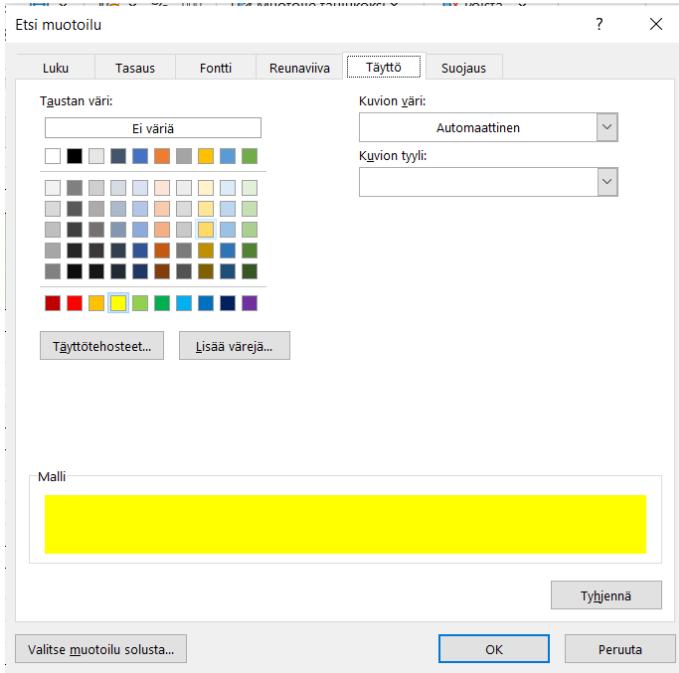 Etsi muotoilu ? ×
Luku Tasaus Fontti Reunaviiva Täyttö Suojaus
Taustan väri:
Ei väriä
Kuvion väri:
Automaattinen
Kuvion tyyli:
Täyttötehosteet...
Lisää värejä...
Malli
Tyhjennä
Valitse muotoilu solusta...
OK
Peruuta